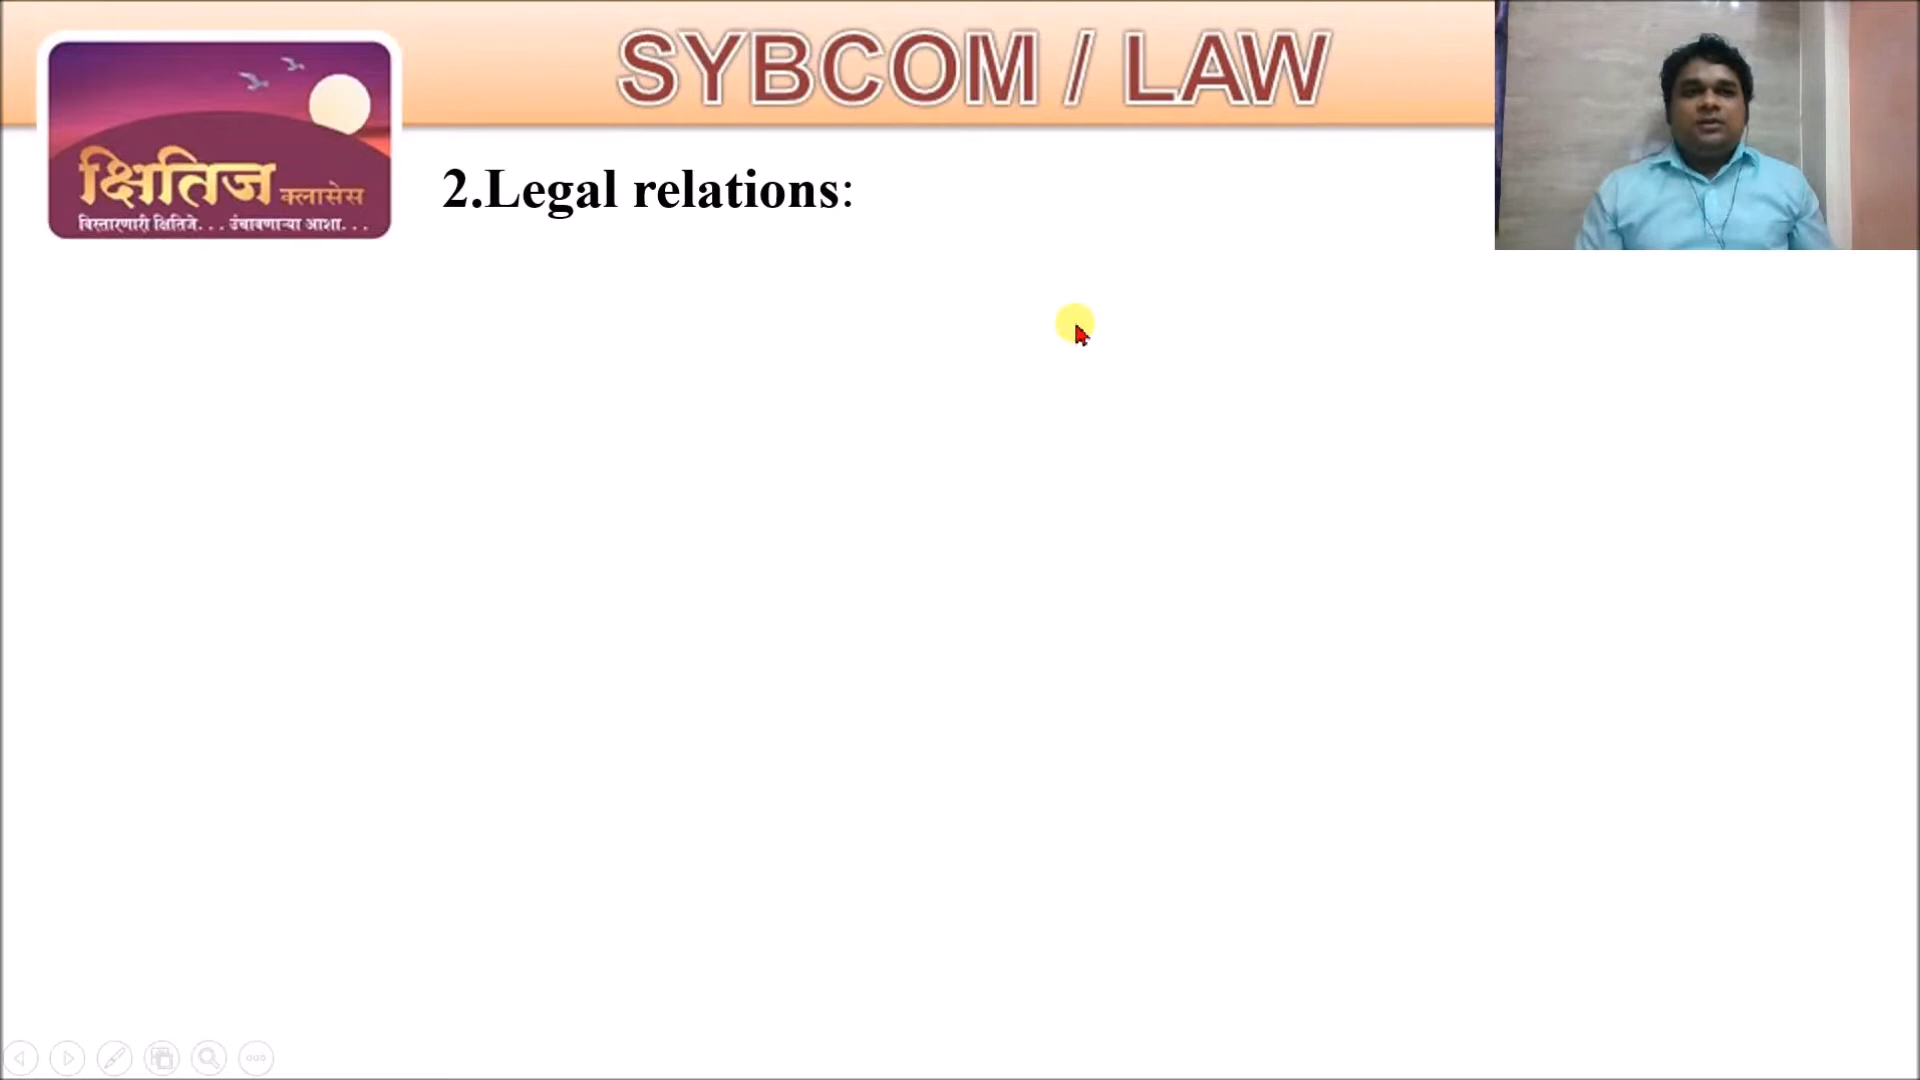 SYBCOM / LAW
क्षितिज क्लासेस
विस्तारणारी क्षितिजे... उंचावणाऱ्या आशा...
2.Legal relations: